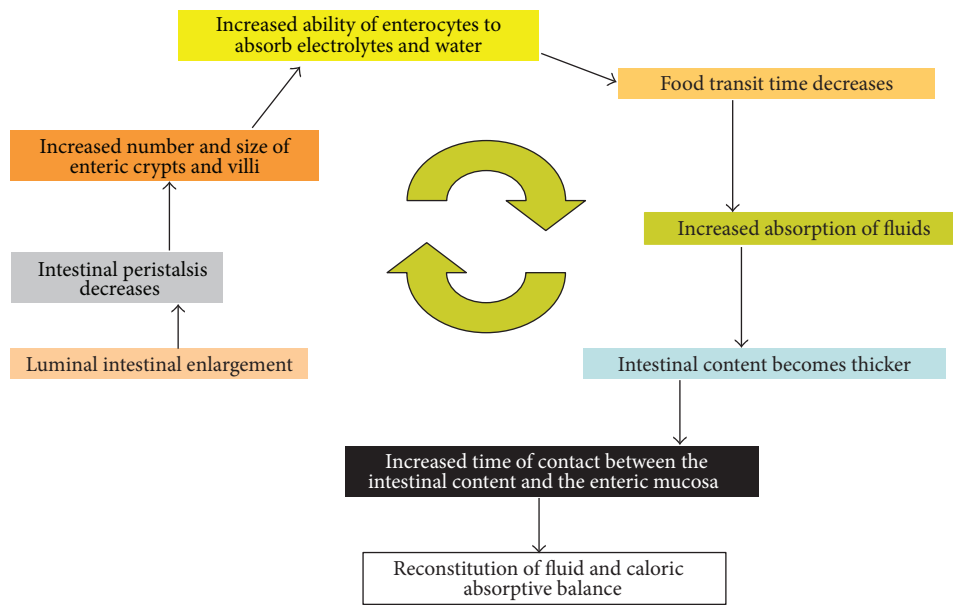 Increased ability of enterocytes to
absorb electrolytes and water
Food transit time decreases
Increased number and size of
enteric crypts and villi
Increased absorption of fluids
Intestinal peristalsis
decreases
Luminal intestinal enlargement
Intestinal content becomes thicker
Increased time of contact between the
intestinal content and the enteric mucosa
Reconstitution of fluid and caloric
absorptive balance